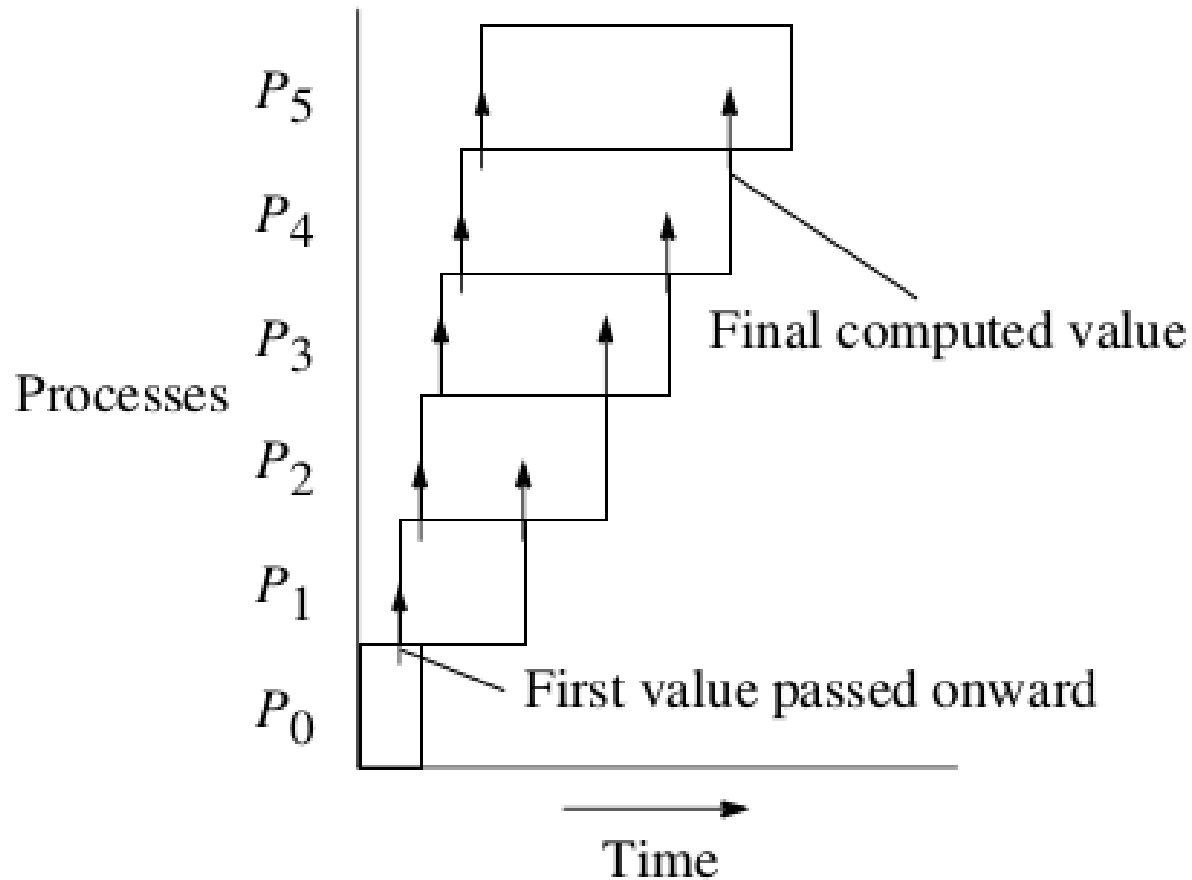 P5
P4
Final computed value
P3
Processes
P2
P1
First value passed onward
P0
Time